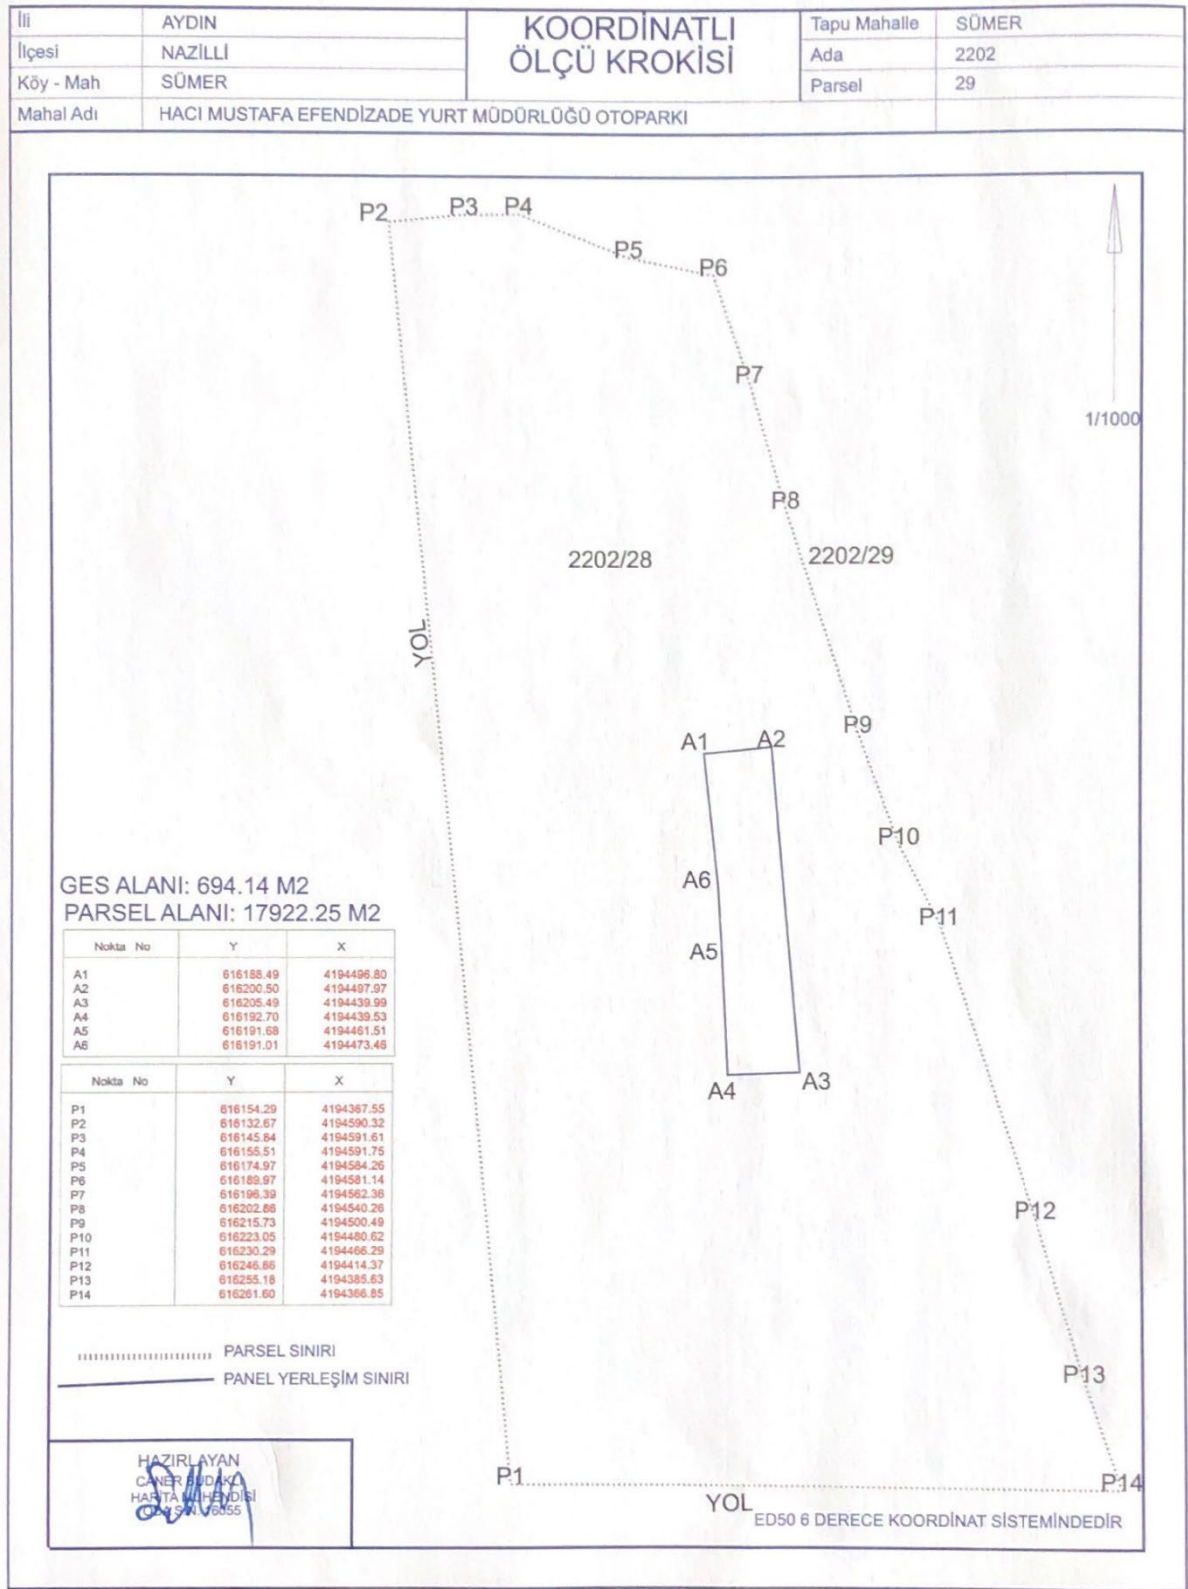 İli AYDIN
İlçesi NAZİLLİ
Köy - Mah SÜMER
KOORDİNATLI
ÖLÇÜ KROKİSİ
Tapu Mahalle SÜMER
Ada 2202
Parsel 29
Mahal Adı HACI MUSTAFA EFENDİZADE YURT MÜDÜRLÜĞÜ OTOPARKI
P2 P3 P4
P5
P6
P7
1/1000
P8
2202/28 2202/29
YOL
P9
A1 A2
P10
A6
P11
A5
A4 A3
P12
P13
P1
P14
YOL
GES ALANI: 694.14 M2
PARSEL ALANI: 17922.25 M2
Nokta No Y X
A1 616188.49 4194496.80
A2 616200.50 4194497.97
A3 616205.49 4194439.99
A4 616192.70 4194439.53
A5 616191.68 4194461.51
A6 616191.01 4194473.46
Nokta No Y X
P1 616154.29 4194367.55
P2 616132.67 4194590.32
P3 616145.84 4194591.61
P4 616155.51 4194591.75
P5 616174.97 4194584.26
P6 616189.97 4194581.14
P7 616196.39 4194562.36
P8 616202.86 4194540.26
P9 616215.73 4194500.49
P10 616223.05 4194480.62
P11 616230.29 4194466.29
P12 616246.86 4194414.37
P13 616255.18 4194385.63
P14 616261.60 4194366.85
PARSEL SINIRI
PANEL YERLEŞİM SINIRI
HAZIRLAYAN
CANER
HARİTA MÜHENDİSİ
ED50 6 DERECE KOORDİNAT SİSTEMİNDEDİR